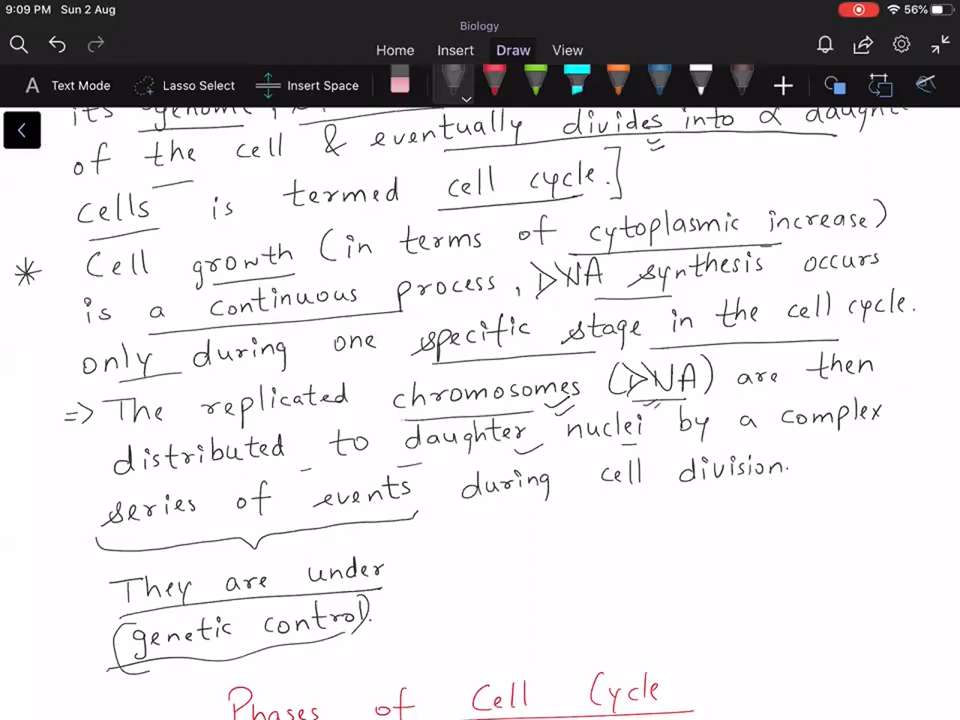 9:09 PM Sun 2 Aug
56%
Biology
Home Insert Draw View
Text Mode Lasso Select Insert Space
its genome,
of the cell & eventually divides into 2 daught
cells is termed cell cycle.]
* Cell growth (in terms of cytoplasmic increase)
is a continuous process, DNA synthesis occurs
only during one specific stage in the cell cycle.
=> The replicated chromosomes (DNA) are then
distributed to daughter nuclei by a complex
series of events during cell division.
They are under
(genetic control).
Phases of Cell Cycle